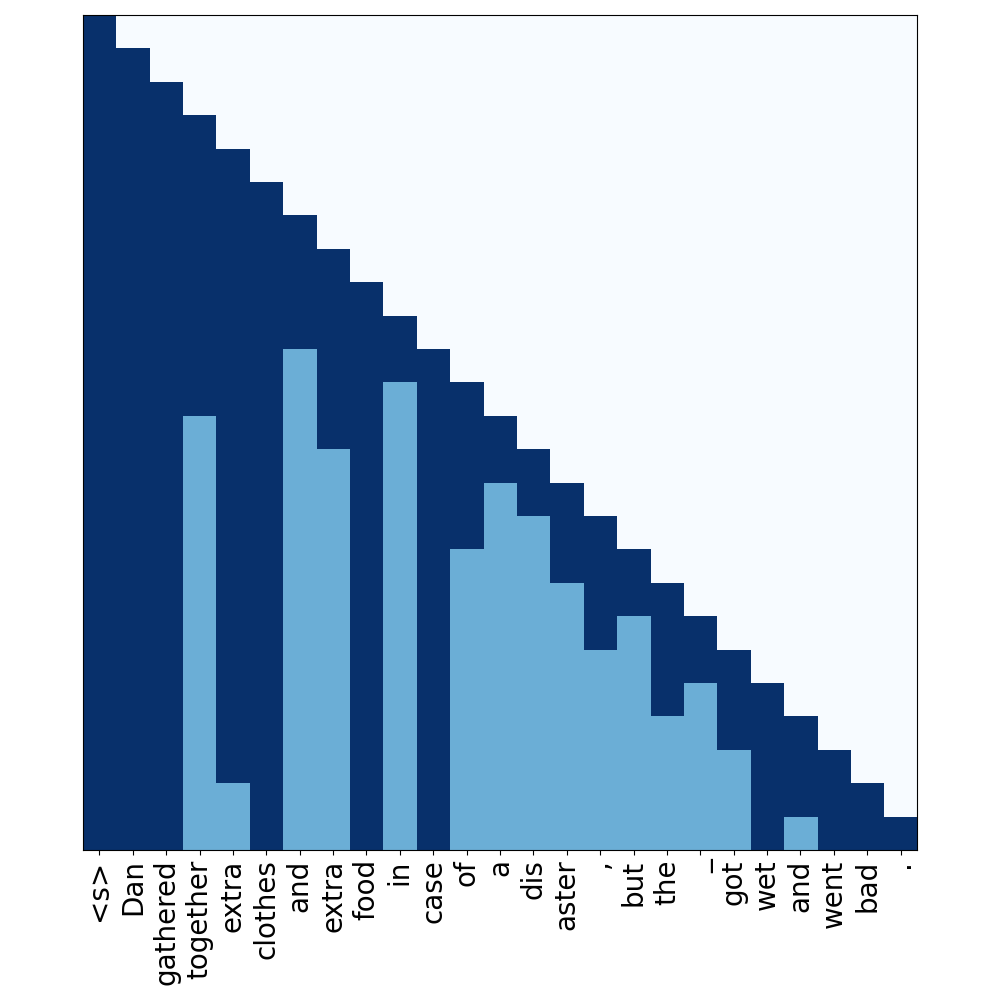 <s> Dan gathered together extra clothes and extra food in case of a dis aster , but the _ got wet and went bad .